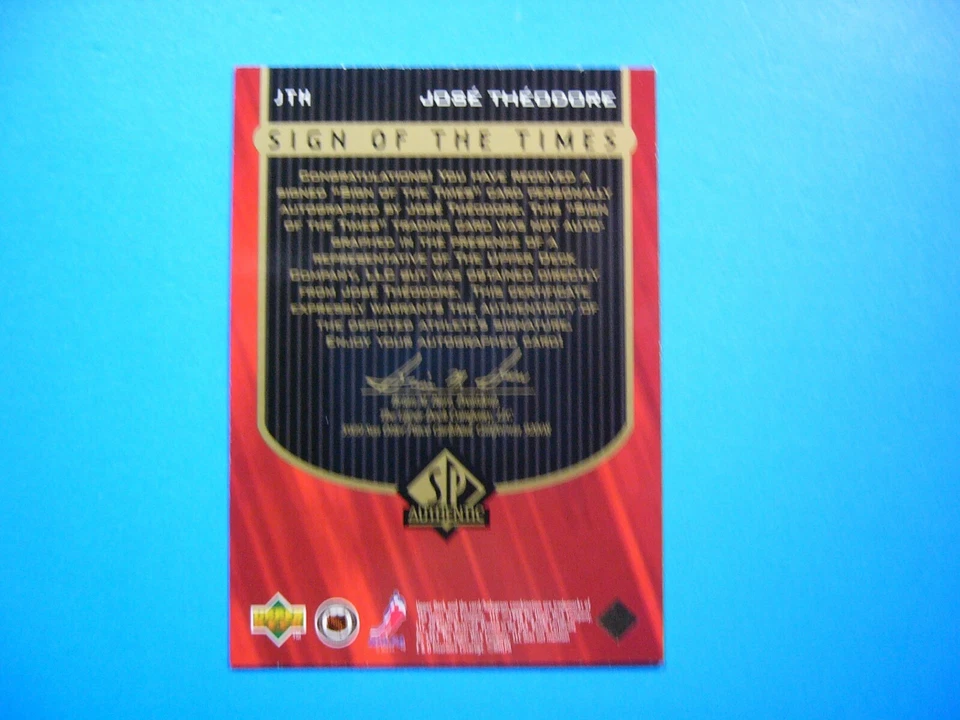 JTH JOSÉ THÉODORE
SIGN OF THE TIMES
CONGRATULATIONS! YOU HAVE RECEIVED A
SIGNED "SIGN OF THE TIMES" CARD PERSONALLY
AUTOGRAPHED BY JOSÉ THÉODORE. THIS "SIGN
OF THE TIMES" TRADING CARD WAS NOT AUTO-
GRAPHED IN THE PRESENCE OF A
REPRESENTATIVE OF THE UPPER DECK
COMPANY, LLC BUT WAS OBTAINED DIRECTLY
FROM JOSÉ THÉODORE. THIS CERTIFICATE
EXPRESSLY WARRANTS THE AUTHENTICITY OF
THE DEPICTED ATHLETE'S SIGNATURE!
ENJOY YOUR AUTOGRAPHED CARD!
SP
AUTHENTIC